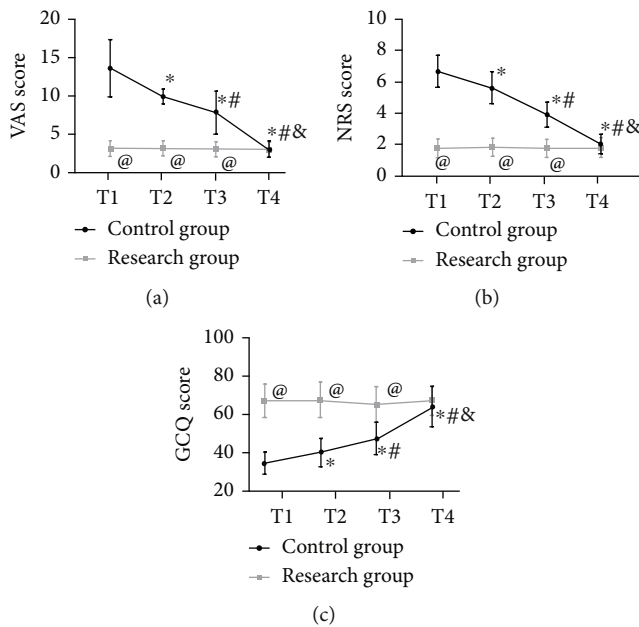 20
15
10
5
0
VAS score
*
*#
*#&
@
@
@
T1
T2
T3
T4
Control group
Research group
(a)
10
8
6
4
2
0
NRS score
*
*#
*#&
@
@
@
T1
T2
T3
T4
Control group
Research group
(b)
100
80
60
40
20
GCQ score
@
@
@
*
*#
*#&
T1
T2
T3
T4
Control group
Research group
(c)